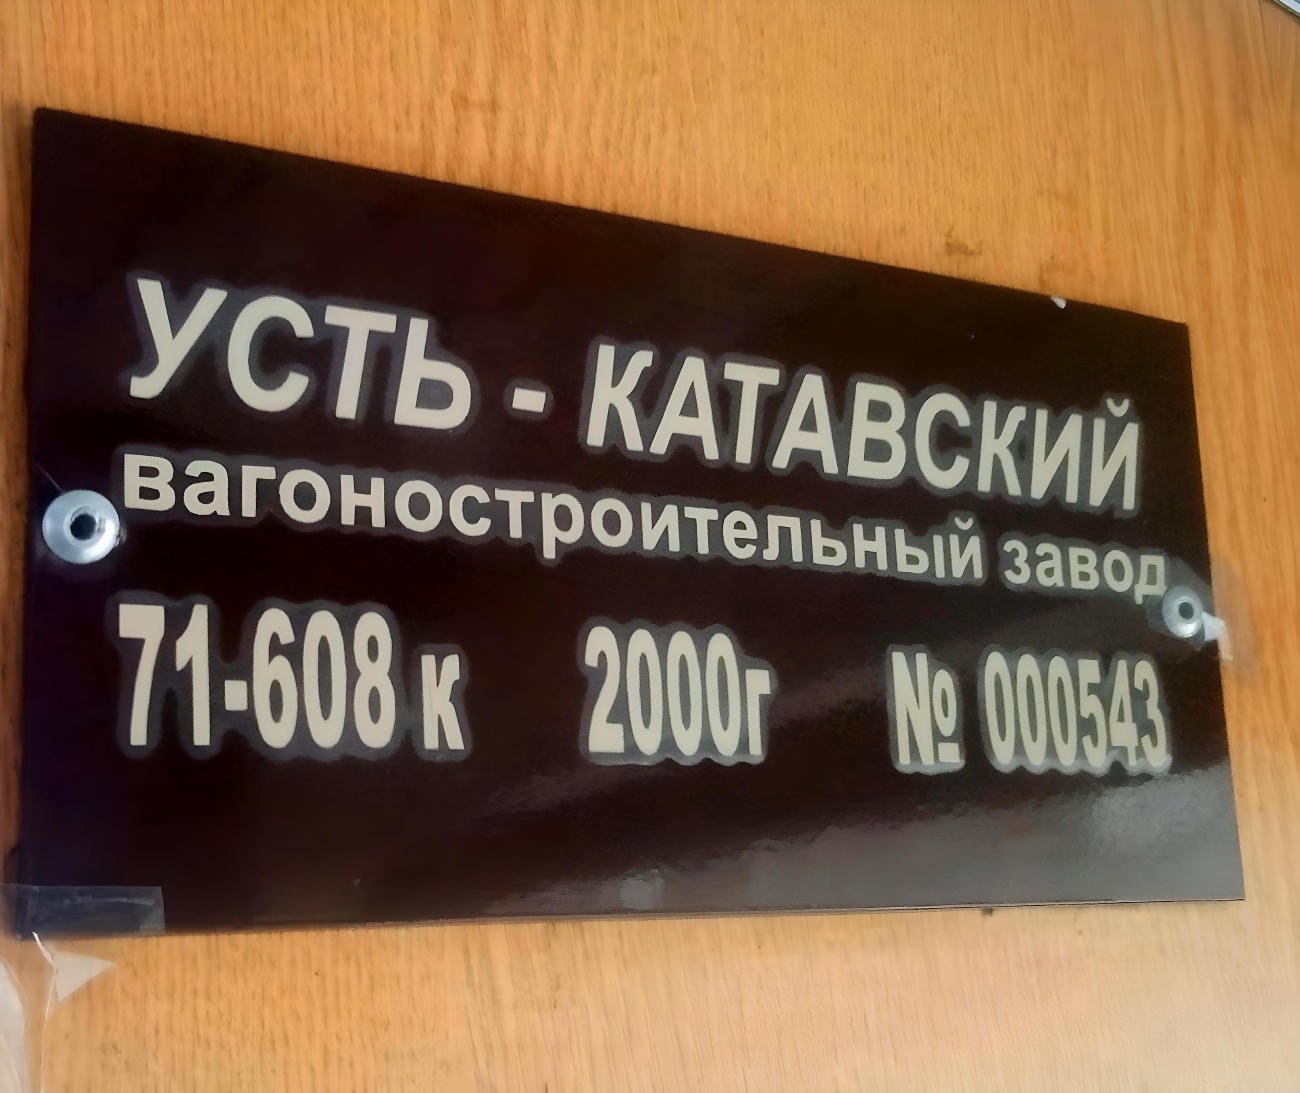 УСТЬ - КАТАВСКИЙ
вагоностроительный завод
71-608 к 2000г № 000543